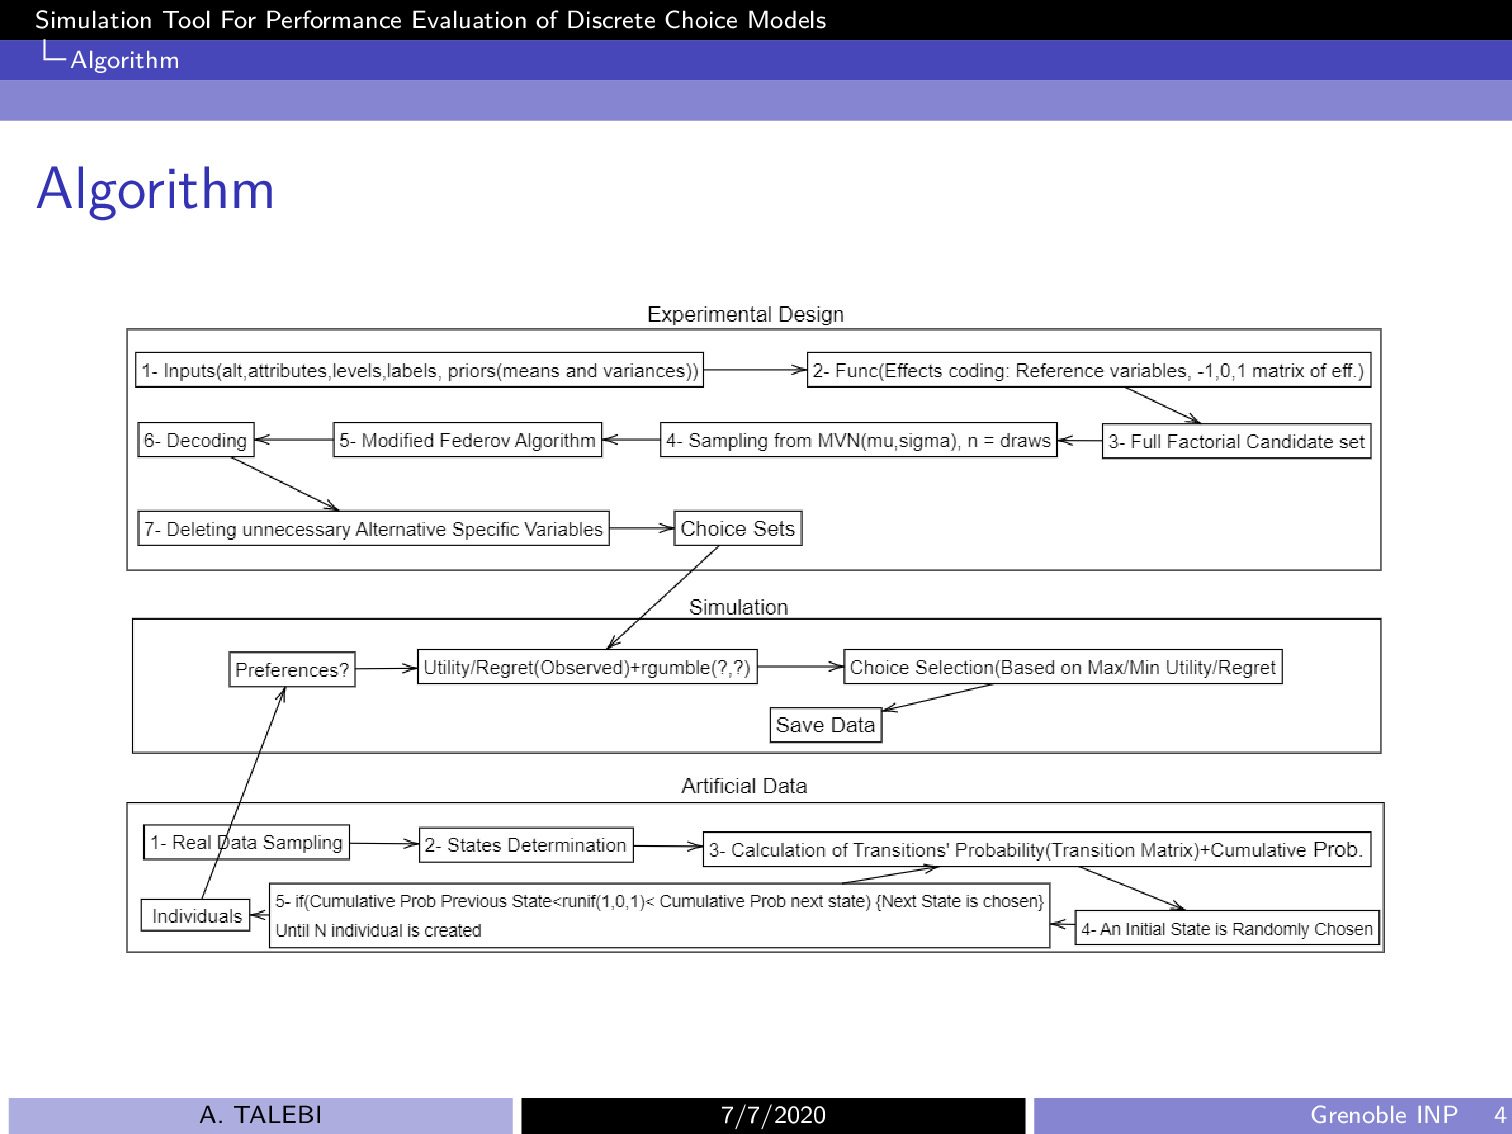 Simulation Tool For Performance Evaluation of Discrete Choice Models
Algorithm
Algorithm
Experimental Design
1- Inputs(alt,attributes,levels,labels, priors(means and variances))
2- Func(Effects coding: Reference variables, -1,0,1 matrix of eff.)
6- Decoding
5- Modified Federov Algorithm
4- Sampling from MVN(mu,sigma), n = draws
3- Full Factorial Candidate set
7- Deleting unnecessary Alternative Specific Variables
Choice Sets
Simulation
Preferences?
Utility/Regret(Observed)+rgumble(?,?)
Choice Selection(Based on Max/Min Utility/Regret
Save Data
Artificial Data
1- Real Data Sampling
2- States Determination
3- Calculation of Transitions' Probability(Transition Matrix)+Cumulative Prob.
Individuals
5- if(Cumulative Prob Previous State<runif(1,0,1)< Cumulative Prob next state) {Next State is chosen}
Until N individual is created
4- An Initial State is Randomly Chosen
A. TALEBI
7/7/2020
Grenoble INP 4